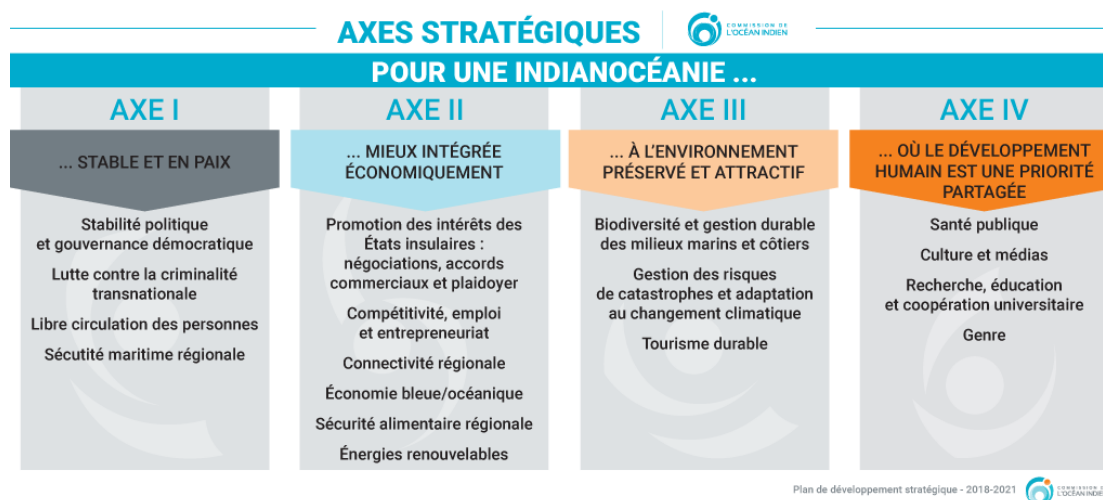 AXES STRATÉGIQUES
COMMISSION DE
L'OCÉAN INDIEN
POUR UNE INDIANOCÉANIE ...
AXE I
... STABLE ET EN PAIX
Stabilité politique
et gouvernance démocratique
Lutte contre la criminalité
transnationale
Libre circulation des personnes
Sécutité maritime régionale
AXE II
... MIEUX INTÉGRÉE
ÉCONOMIQUEMENT
Promotion des intérêts des
États insulaires :
négociations, accords
commerciaux et plaidoyer
Compétitivité, emploi
et entrepreneuriat
Connectivité régionale
Économie bleue/océanique
Sécurité alimentaire régionale
Énergies renouvelables
AXE III
... À L'ENVIRONNEMENT
PRÉSERVÉ ET ATTRACTIF
Biodiversité et gestion durable
des milieux marins et côtiers
Gestion des risques
de catastrophes et adaptation
au changement climatique
Tourisme durable
AXE IV
... OÙ LE DÉVELOPPEMENT
HUMAIN EST UNE PRIORITÉ
PARTAGÉE
Santé publique
Culture et médias
Recherche, éducation
et coopération universitaire
Genre
Plan de développement stratégique - 2018-2021
COMMISSION D
L'OCÉAN INDIE